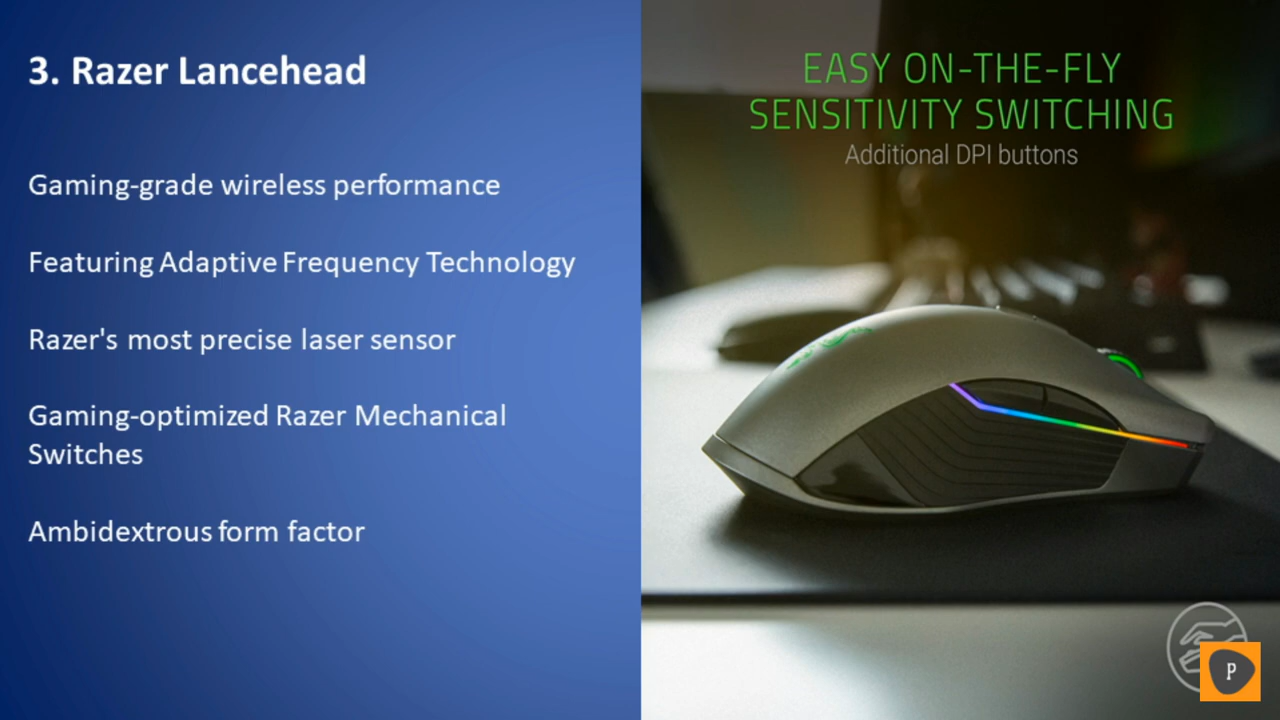 3. Razer Lancehead
Gaming-grade wireless performance
Featuring Adaptive Frequency Technology
Razer's most precise laser sensor
Gaming-optimized Razer Mechanical
Switches
Ambidextrous form factor
EASY ON-THE-FLY
SENSITIVITY SWITCHING
Additional DPI buttons
P